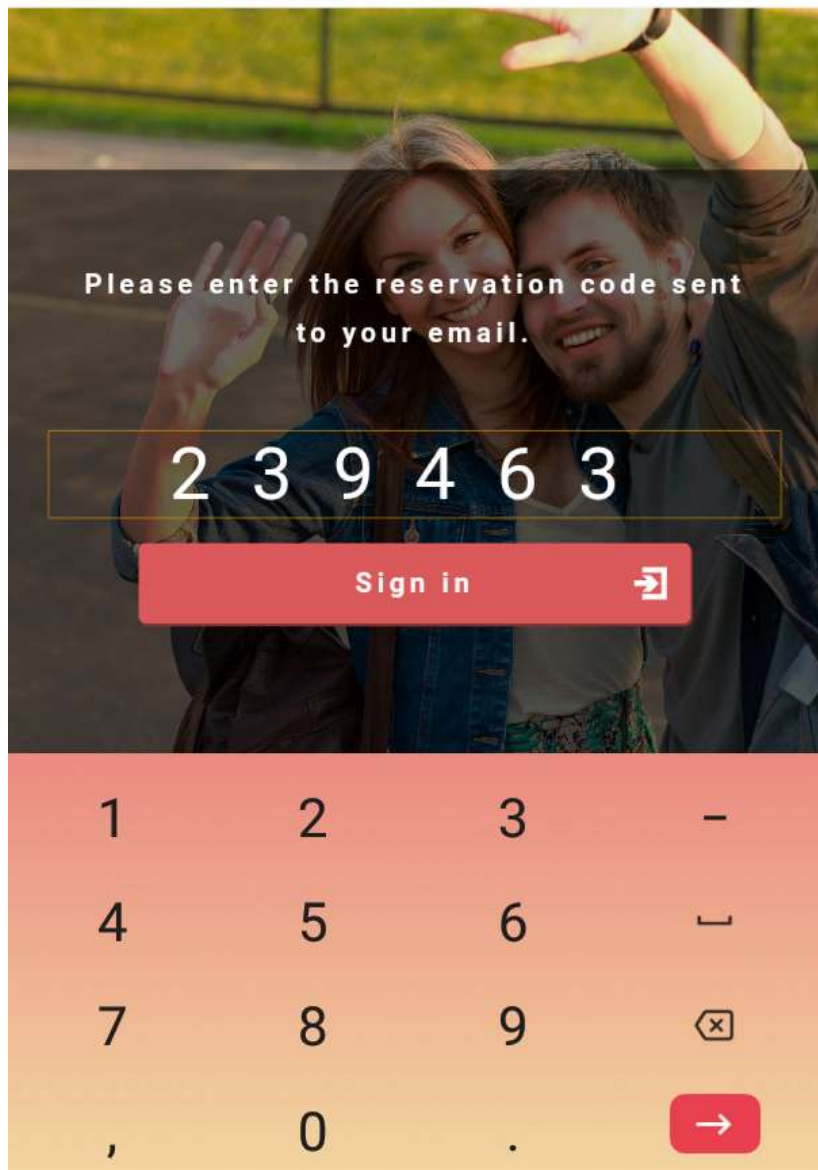 Please enter the reservation code sent
to your email.
2 3 9 4 6 3
Sign in
1 2 3 -
4 5 6
7 8 9
, 0 .